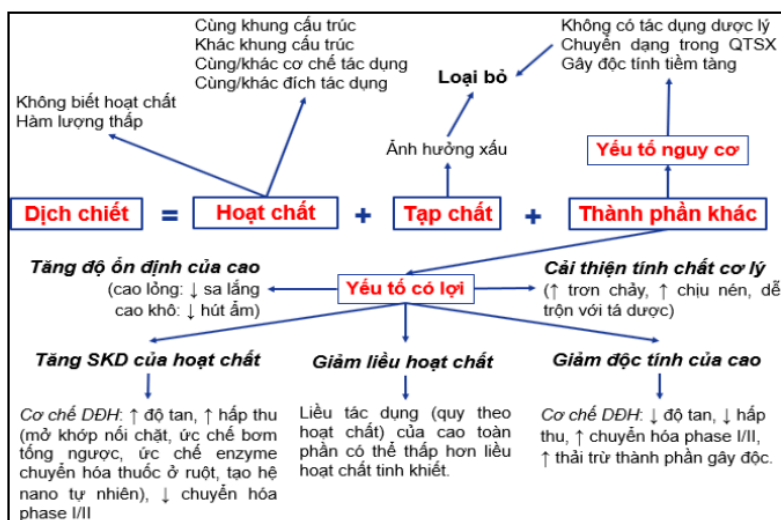 Cùng khung cấu trúc
Khác khung cấu trúc
Cùng/khác cơ chế tác dụng
Cùng/khác đích tác dụng
Không có tác dụng dược lý
Chuyển dạng trong QTSX
Gây độc tính tiềm tàng
Loại bỏ
Không biết hoạt chất
Hàm lượng thấp
Ảnh hưởng xấu
Yếu tố nguy cơ
Dịch chiết = Hoạt chất + Tạp chất + Thành phần khác
Tăng độ ổn định của cao
(cao lỏng: ↓ sa lắng
cao khô: ↓ hút ẩm)
Yếu tố có lợi
Cải thiện tính chất cơ lý
(↑ trơn chảy, ↑ chịu nén, dễ
trộn với tá dược)
Tăng SKD của hoạt chất
Giảm liều hoạt chất
Giảm độc tính của cao
Cơ chế DĐH: ↑ độ tan, ↑ hấp thu
(mở khớp nối chặt, ức chế bơm
tống ngược, ức chế enzyme
chuyển hóa thuốc ở ruột, tạo hệ
nano tự nhiên), ↓ chuyển hóa
phase I/II
Liều tác dụng (quy theo
hoạt chất) của cao toàn
phần có thể thấp hơn liều
hoạt chất tinh khiết.
Cơ chế DĐH: ↓ độ tan, ↓ hấp
thu, ↑ chuyển hóa phase I/II,
↑ thải trừ thành phần gây độc.